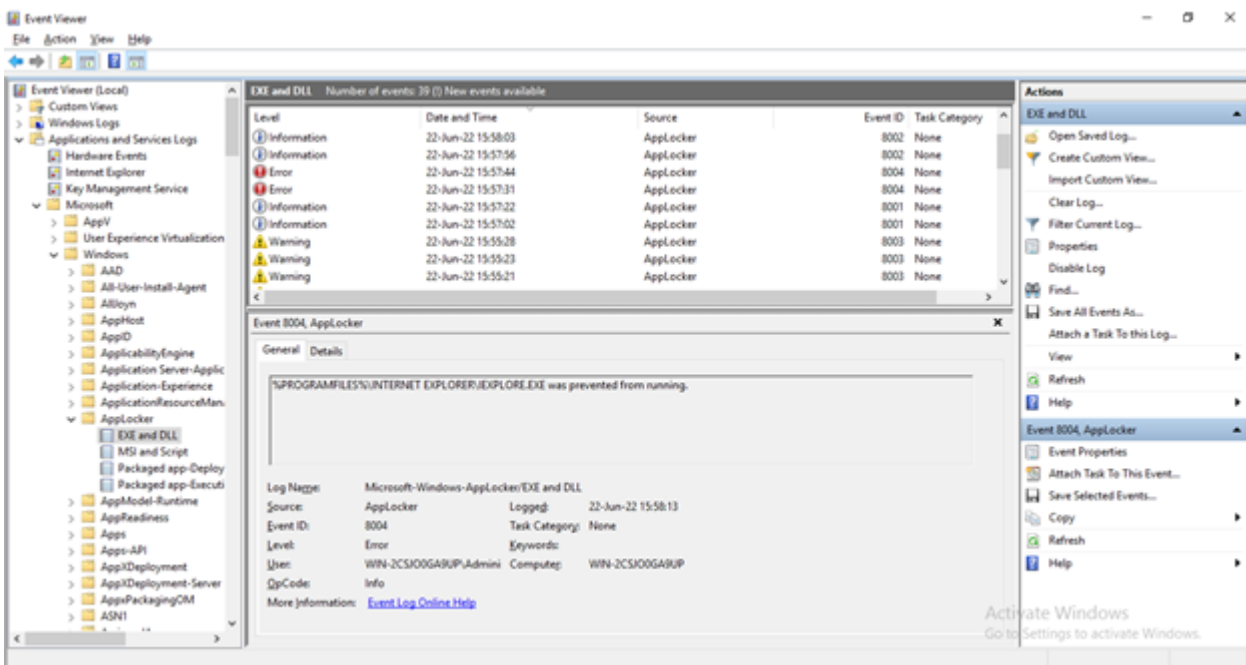 Event Viewer
File Action View Help
Event Viewer (Local)
Custom Views
Windows Logs
Applications and Services Logs
Hardware Events
Internet Explorer
Key Management Service
Microsoft
AppV
User Experience Virtualization
Windows
AAD
All-User-Install-Agent
AllJoyn
AppHost
AppID
ApplicabilityEngine
Application Server-Applic
Application-Experience
ApplicationResourceMan
AppLocker
EXE and DLL
MSI and Script
Packaged app-Deploy
Packaged app-Executi
AppModel-Runtime
AppReadiness
Apps
Apps-API
AppXDeployment
AppXDeployment-Server
AppxPackagingOM
ASN1
EXE and DLL Number of events: 39 (!) New events available
Level Date and Time Source Event ID Task Category
Information 22-Jun-22 15:58:03 AppLocker 8002 None
Information 22-Jun-22 15:57:56 AppLocker 8002 None
Error 22-Jun-22 15:57:44 AppLocker 8004 None
Error 22-Jun-22 15:57:31 AppLocker 8004 None
Information 22-Jun-22 15:57:22 AppLocker 8001 None
Information 22-Jun-22 15:57:02 AppLocker 8001 None
Warning 22-Jun-22 15:55:28 AppLocker 8003 None
Warning 22-Jun-22 15:55:23 AppLocker 8003 None
Warning 22-Jun-22 15:55:21 AppLocker 8003 None
Event 8004, AppLocker
General Details
%PROGRAMFILES%\INTERNET EXPLORER\IEXPLORE.EXE was prevented from running.
Log Name: Microsoft-Windows-AppLocker/EXE and DLL
Source: AppLocker Logged: 22-Jun-22 15:58:13
Event ID: 8004 Task Category: None
Level: Error Keywords:
User: WIN-2CSJO0GA9UP\Admini Computer: WIN-2CSJO0GA9UP
OpCode: Info
More Information: Event Log Online Help
Actions
EXE and DLL
Open Saved Log...
Create Custom View...
Import Custom View...
Clear Log...
Filter Current Log...
Properties
Disable Log
Find...
Save All Events As...
Attach a Task To this Log...
View
Refresh
Help
Event 8004, AppLocker
Event Properties
Attach Task To This Event...
Save Selected Events...
Copy
Refresh
Help
Activate Windows
Go to Settings to activate Windows.